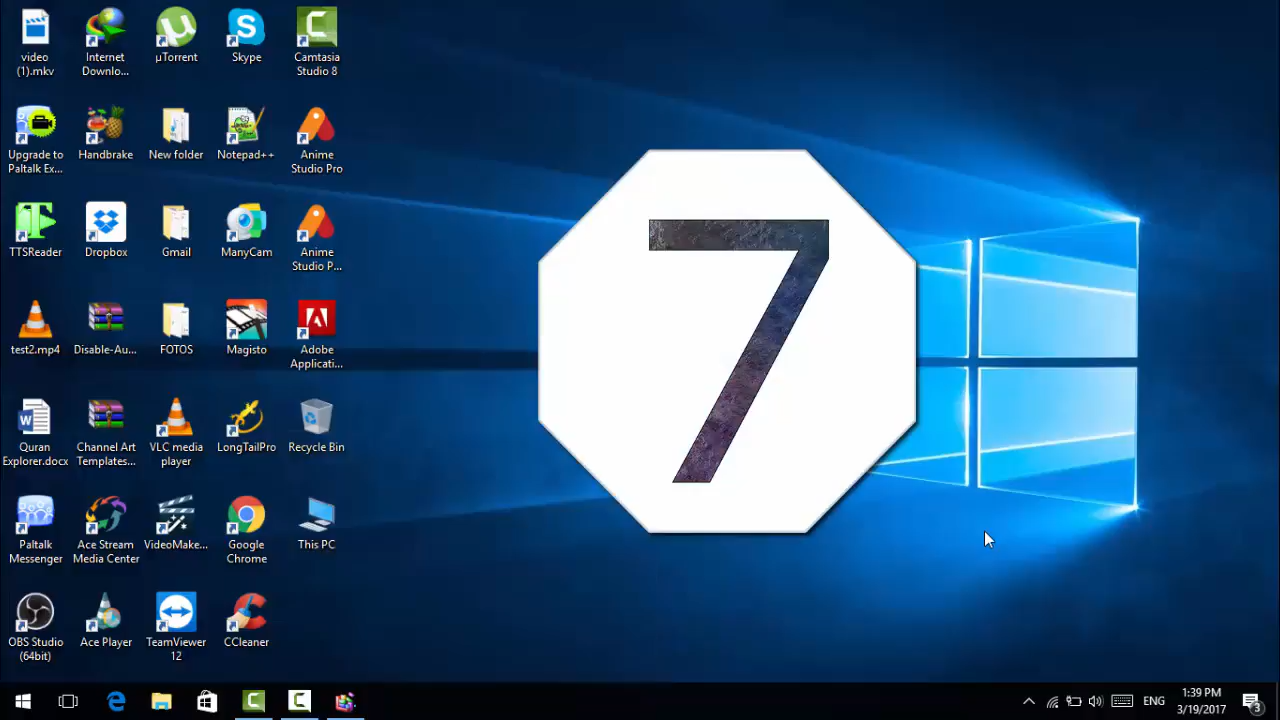 video
(1).mkv
Internet
Downlo...
µTorrent
Skype
Camtasia
Studio 8
Upgrade to
Paltalk Ex...
Handbrake
New folder
Notepad++
Anime
Studio Pro
TTSReader
Dropbox
Gmail
ManyCam
Anime
Studio P...
test2.mp4
Disable-Au...
FOTOS
Magisto
Adobe
Applicati...
Quran
Explorer.docx
Channel Art
Templates...
VLC media
player
LongTailPro
Recycle Bin
Paltalk
Messenger
Ace Stream
Media Center
VideoMake...
Google
Chrome
This PC
OBS Studio
(64bit)
Ace Player
TeamViewer
12
CCleaner
7
ENG
1:39 PM
3/19/2017
3